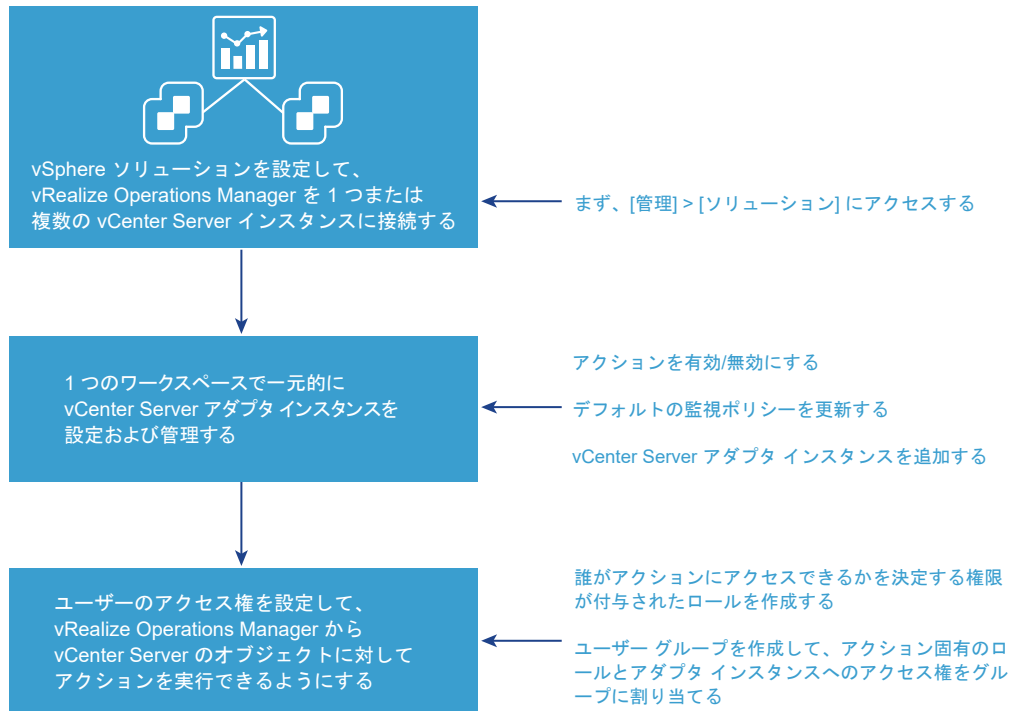 vSphere ソリューションを設定して、
vRealize Operations Manager を 1 つまたは
複数の vCenter Server インスタンスに接続する
まず、[管理] > [ソリューション] にアクセスする
1 つのワークスペースで一元的に
vCenter Server アダプタ インスタンスを
設定および管理する
アクションを有効/無効にする
デフォルトの監視ポリシーを更新する
vCenter Server アダプタ インスタンスを追加する
ユーザーのアクセス権を設定して、
vRealize Operations Manager から
vCenter Server のオブジェクトに対して
アクションを実行できるようにする
誰がアクションにアクセスできるかを決定する権限
が付与されたロールを作成する
ユーザー グループを作成して、アクション固有のロ
ールとアダプタ インスタンスへのアクセス権をグル
ープに割り当てる